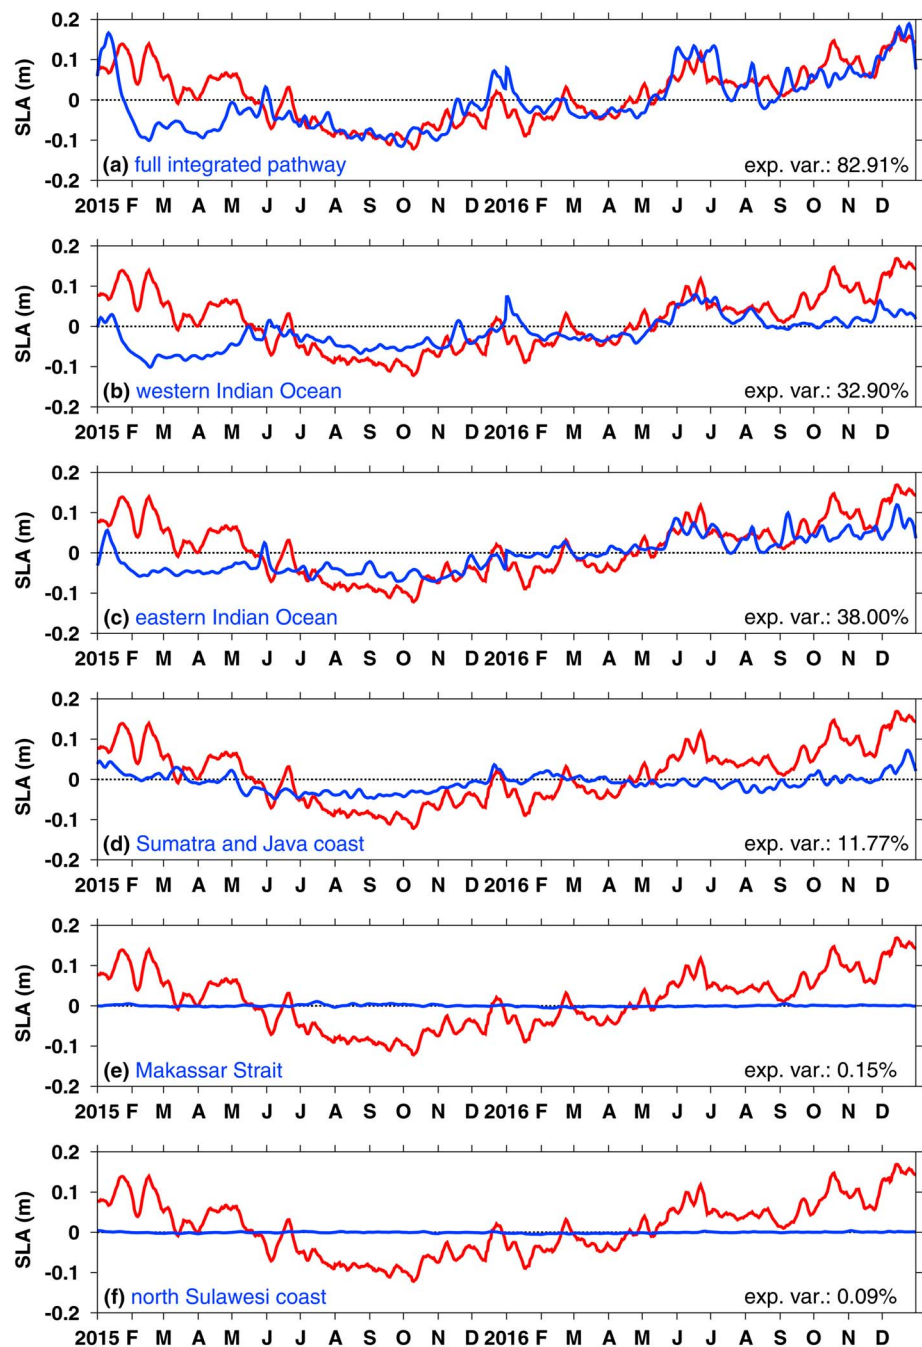 0.2
0.1
0
-0.1
-0.2
SLA (m)
(a) full integrated pathway
exp. var.: 82.91%
2015 F M A M J J A S O N D 2016 F M A M J J A S O N D
0.2
0.1
0
-0.1
-0.2
SLA (m)
(b) western Indian Ocean
exp. var.: 32.90%
2015 F M A M J J A S O N D 2016 F M A M J J A S O N D
0.2
0.1
0
-0.1
-0.2
SLA (m)
(c) eastern Indian Ocean
exp. var.: 38.00%
2015 F M A M J J A S O N D 2016 F M A M J J A S O N D
0.2
0.1
0
-0.1
-0.2
SLA (m)
(d) Sumatra and Java coast
exp. var.: 11.77%
2015 F M A M J J A S O N D 2016 F M A M J J A S O N D
0.2
0.1
0
-0.1
-0.2
SLA (m)
(e) Makassar Strait
exp. var.: 0.15%
2015 F M A M J J A S O N D 2016 F M A M J J A S O N D
0.2
0.1
0
-0.1
-0.2
SLA (m)
(f) north Sulawesi coast
exp. var.: 0.09%
2015 F M A M J J A S O N D 2016 F M A M J J A S O N D